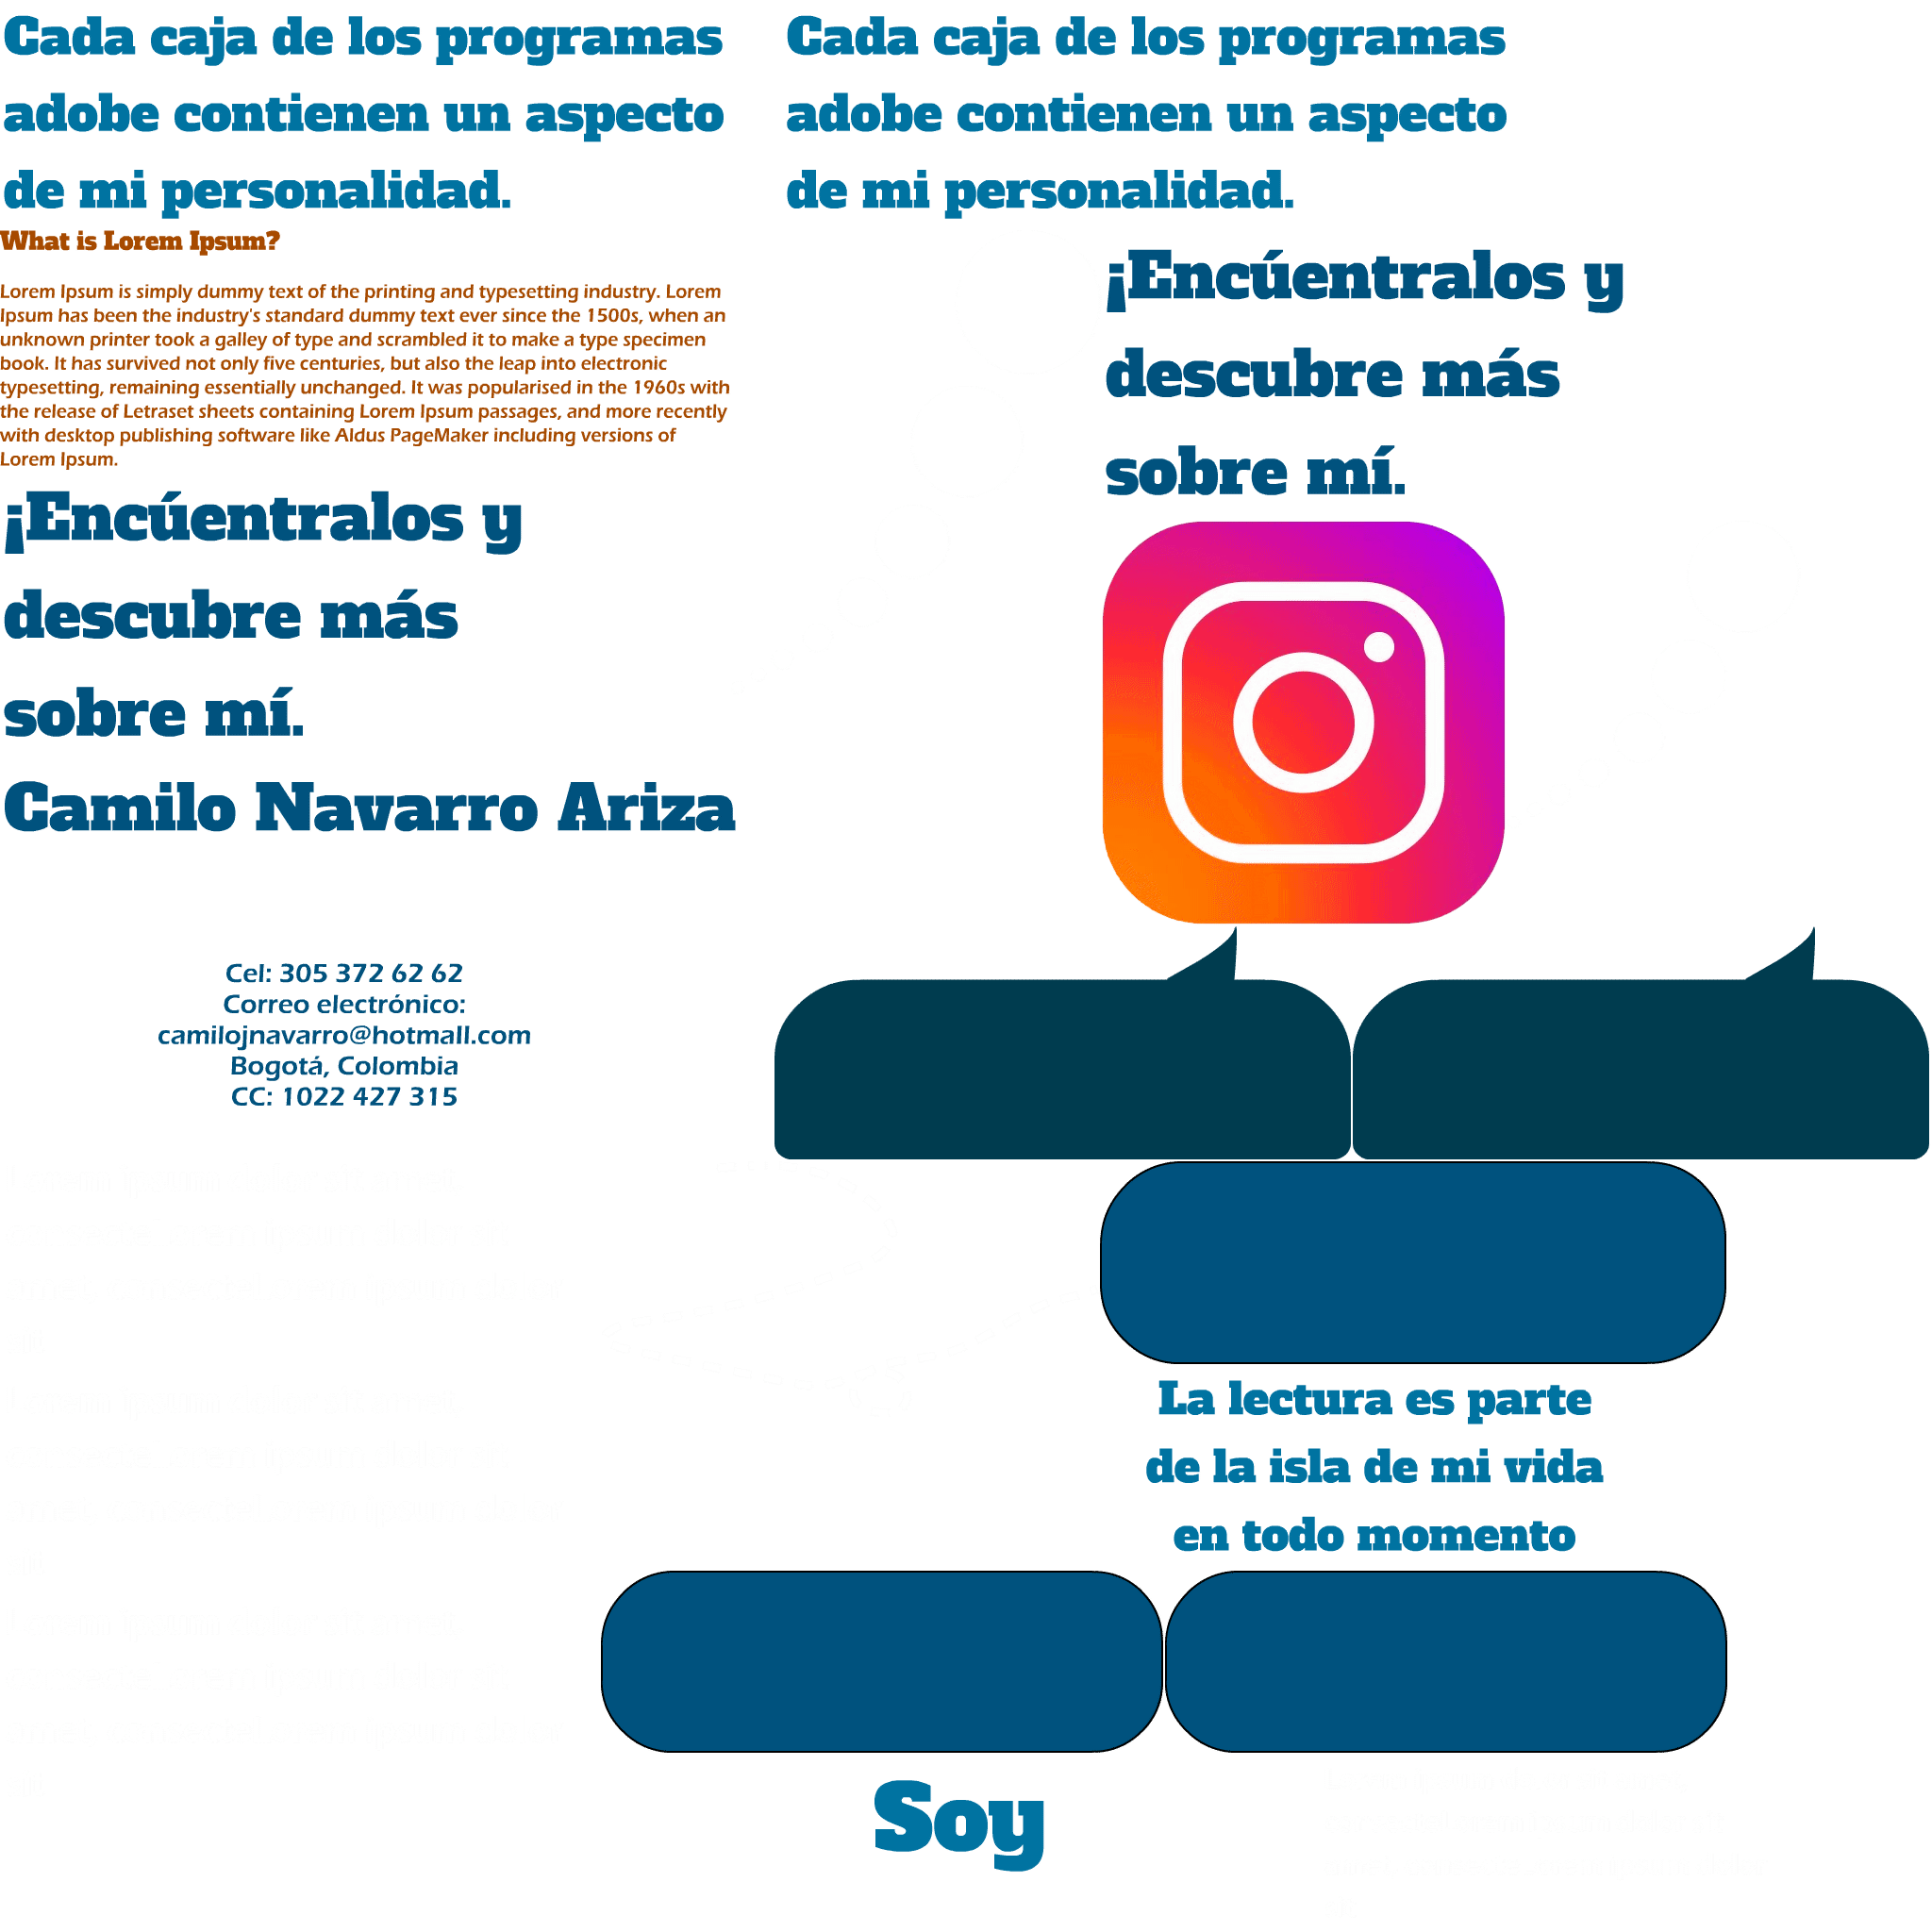 Cada caja de los programas
adobe contienen un aspecto
de mi personalidad.
Cada caja de los programas
adobe contienen un aspecto
de mi personalidad.
What is Lorem Ipsum?
Lorem Ipsum is simply dummy text of the printing and typesetting industry. Lorem
Ipsum has been the industry's standard dummy text ever since the 1500s, when an
unknown printer took a galley of type and scrambled it to make a type specimen
book. It has survived not only five centuries, but also the leap into electronic
typesetting, remaining essentially unchanged. It was popularised in the 1960s with
the release of Letraset sheets containing Lorem Ipsum passages, and more recently
with desktop publishing software like Aldus PageMaker including versions of
Lorem Ipsum.
¡Encúentralos y
descubre más
sobre mí.
¡Encúentralos y
descubre más
sobre mí.
Camilo Navarro Ariza
Cel: 305 372 62 62
Correo electrónico:
camilojnavarro@hotmall.com
Bogotá, Colombia
CC: 1022 427 315
La lectura es parte
de la isla de mi vida
en todo momento
Soy